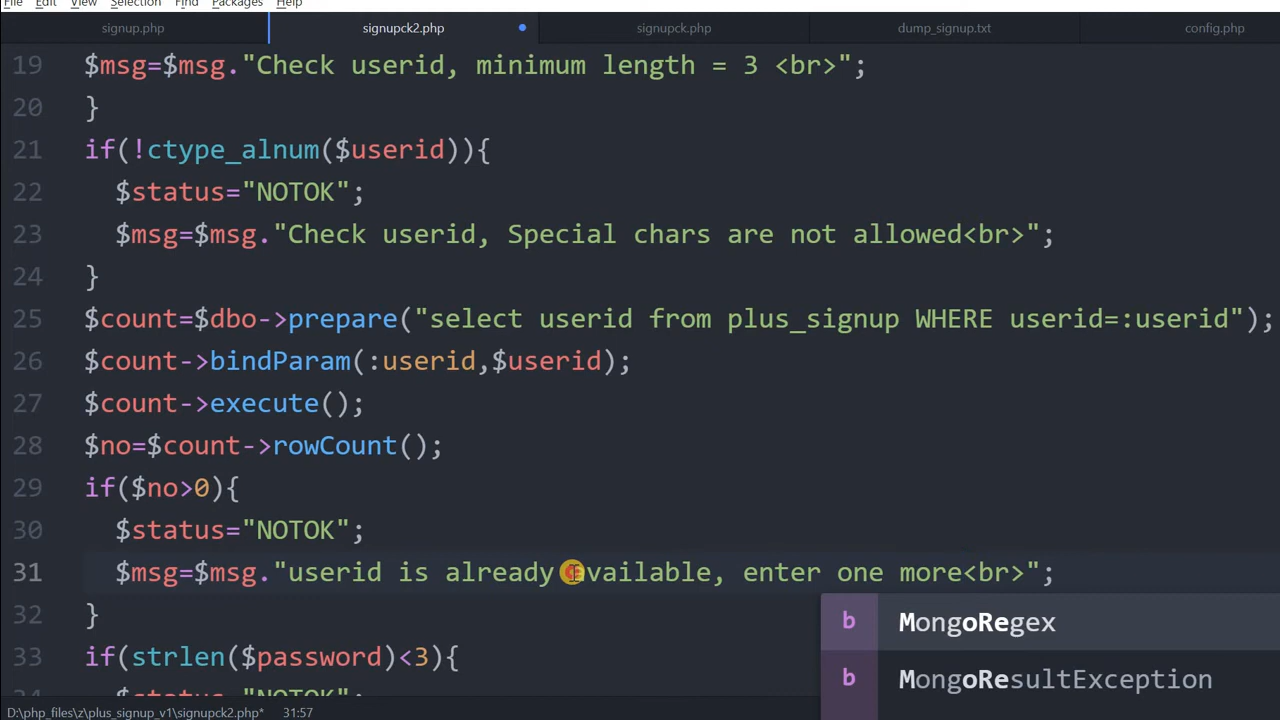 File Edit View Selection Find Packages Help
signup.php signupck2.php signupck.php dump_signup.txt config.php
19 $msg=$msg."Check userid, minimum length = 3 <br>";
20 }
21 if(!ctype_alnum($userid)){
22 $status="NOTOK";
23 $msg=$msg."Check userid, Special chars are not allowed<br>";
24 }
25 $count=$dbo->prepare("select userid from plus_signup WHERE userid=:userid");
26 $count->bindParam(:userid,$userid);
27 $count->execute();
28 $no=$count->rowCount();
29 if($no>0){
30 $status="NOTOK";
31 $msg=$msg."userid is already available, enter one more<br>";
32 }
b MongoRegex
33 if(strlen($password)<3){
b MongoResultException
34 $status="NOTOK";
D:\php_files\z\plus_signup_v1\signupck2.php* 31:57